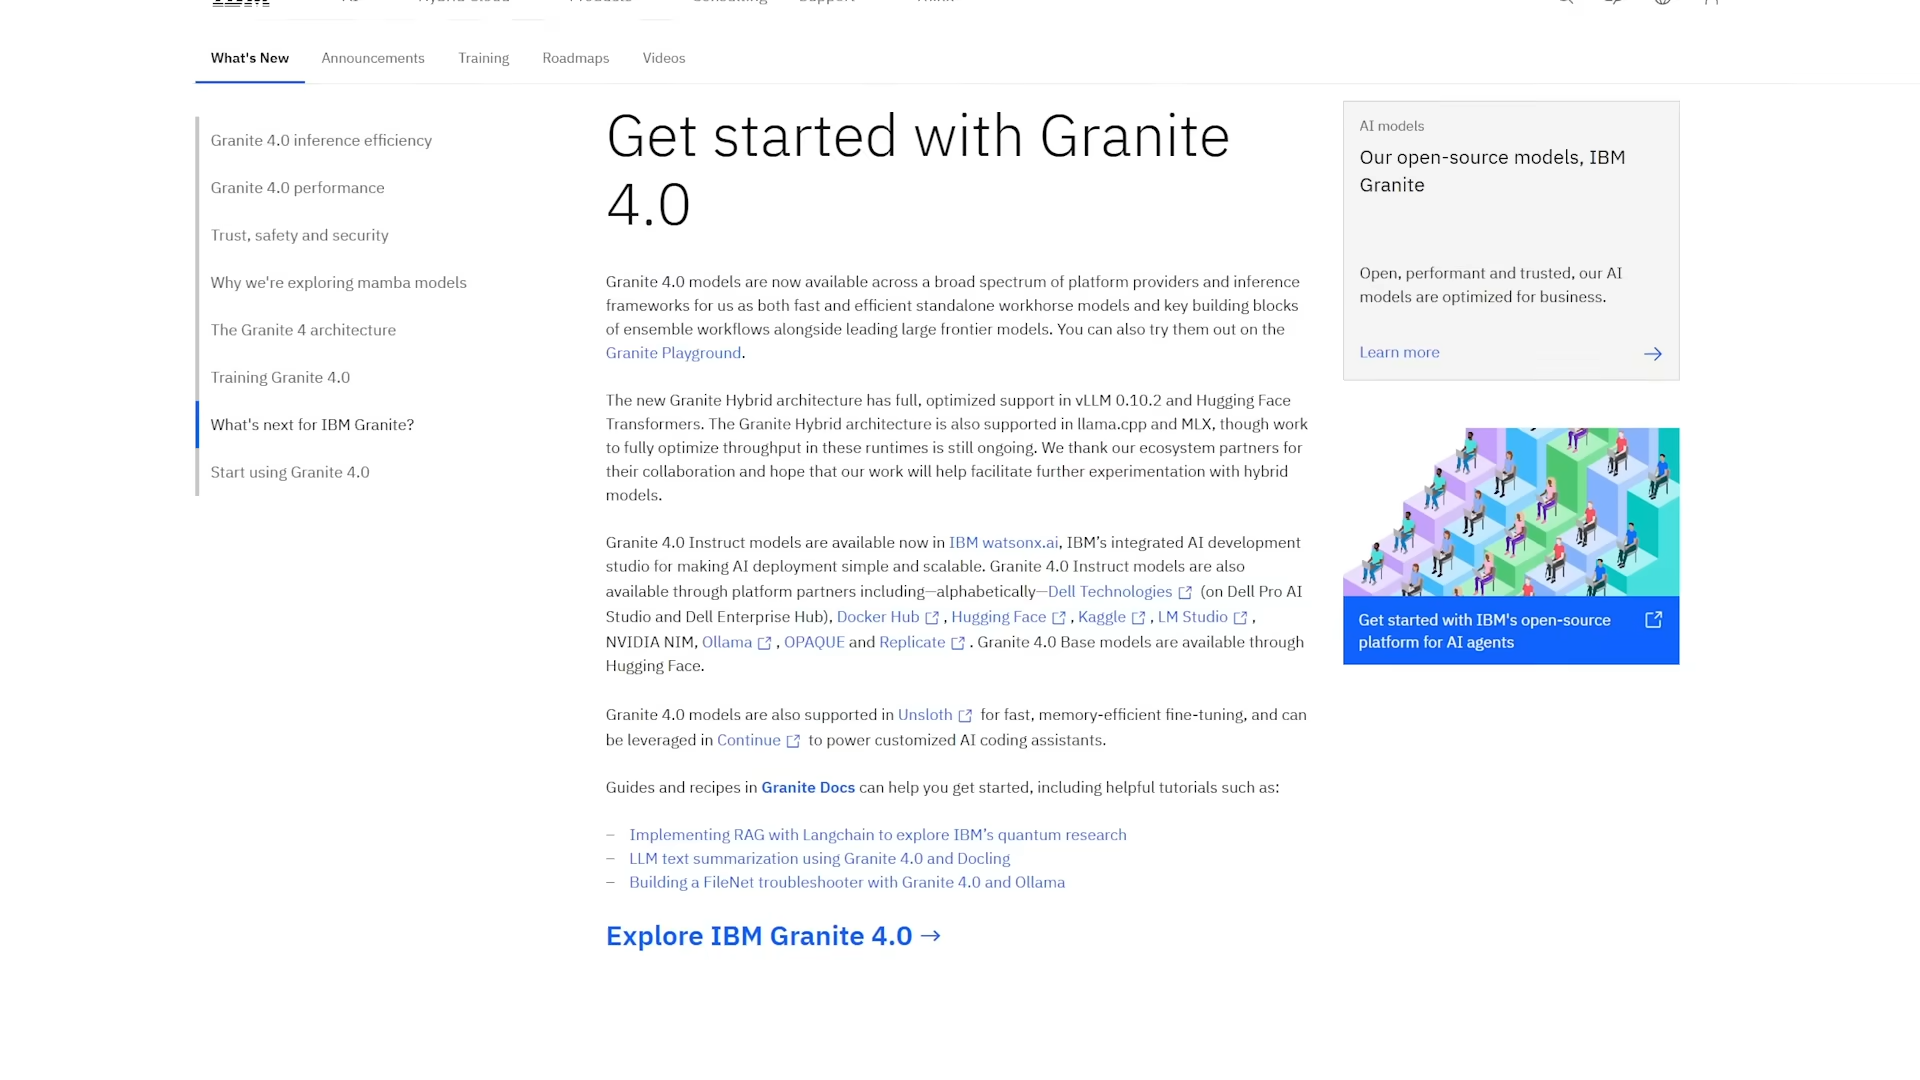 IBM
Hybrid Cloud
Products
Consulting
Support
Think
What's New
Announcements
Training
Roadmaps
Videos
Granite 4.0 inference efficiency
Granite 4.0 performance
Trust, safety and security
Why we're exploring mamba models
The Granite 4 architecture
Training Granite 4.0
What's next for IBM Granite?
Start using Granite 4.0
Get started with Granite
4.0
Granite 4.0 models are now available across a broad spectrum of platform providers and inference
frameworks for us as both fast and efficient standalone workhorse models and key building blocks
of ensemble workflows alongside leading large frontier models. You can also try them out on the
Granite Playground.
The new Granite Hybrid architecture has full, optimized support in vLLM 0.10.2 and Hugging Face
Transformers. The Granite Hybrid architecture is also supported in llama.cpp and MLX, though work
to fully optimize throughput in these runtimes is still ongoing. We thank our ecosystem partners for
their collaboration and hope that our work will help facilitate further experimentation with hybrid
models.
Granite 4.0 Instruct models are available now in IBM watsonx.ai, IBM’s integrated AI development
studio for making AI deployment simple and scalable. Granite 4.0 Instruct models are also
available through platform partners including—alphabetically—Dell Technologies (on Dell Pro AI
Studio and Dell Enterprise Hub), Docker Hub , Hugging Face , Kaggle , LM Studio ,
NVIDIA NIM, Ollama , OPAQUE and Replicate . Granite 4.0 Base models are available through
Hugging Face.
Granite 4.0 models are also supported in Unsloth for fast, memory-efficient fine-tuning, and can
be leveraged in Continue to power customized AI coding assistants.
Guides and recipes in Granite Docs can help you get started, including helpful tutorials such as:
– Implementing RAG with Langchain to explore IBM’s quantum research
– LLM text summarization using Granite 4.0 and Docling
– Building a FileNet troubleshooter with Granite 4.0 and Ollama
Explore IBM Granite 4.0 →
AI models
Our open-source models, IBM
Granite
Open, performant and trusted, our AI
models are optimized for business.
Learn more
Get started with IBM's open-source
platform for AI agents